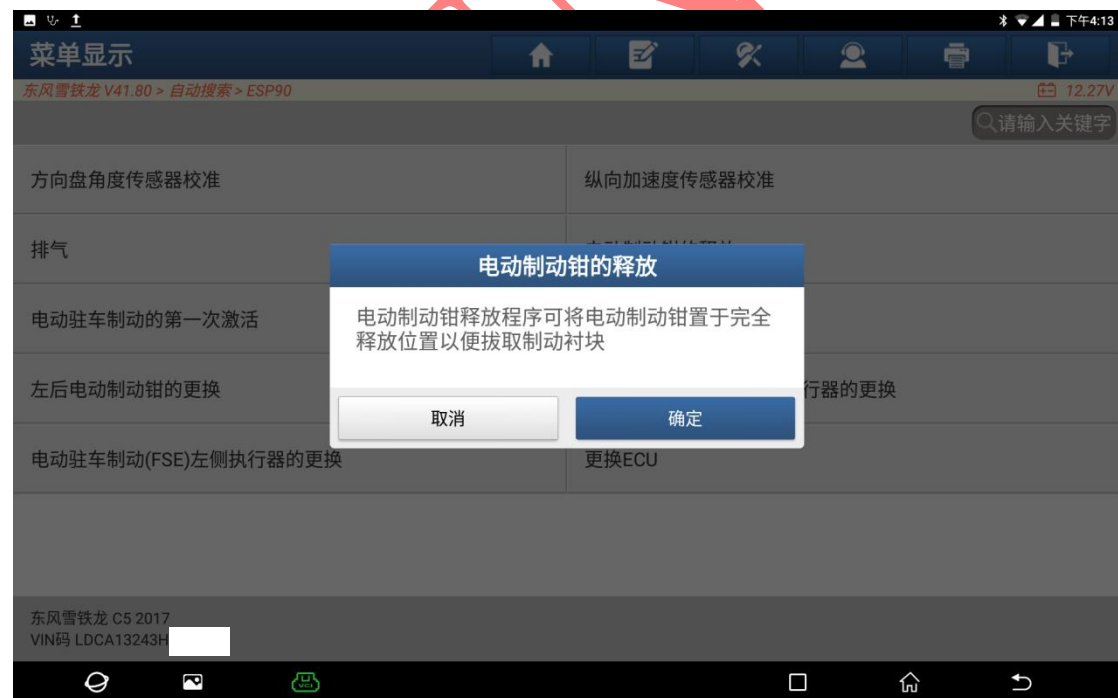 下午4:13
菜单显示
东风雪铁龙 V41.80 > 自动搜索 > ESP90
12.27V
请输入关键字
方向盘角度传感器校准
纵向加速度传感器校准
排气
电动制动钳的释放
电动制动钳释放程序可将电动制动钳置于完全
释放位置以便拔取制动衬块
取消
确定
电动驻车制动的第一次激活
左后电动制动钳的更换
行器的更换
电动驻车制动(FSE)左侧执行器的更换
更换ECU
东风雪铁龙 C5 2017
VIN码 LDCA13243H
VCI